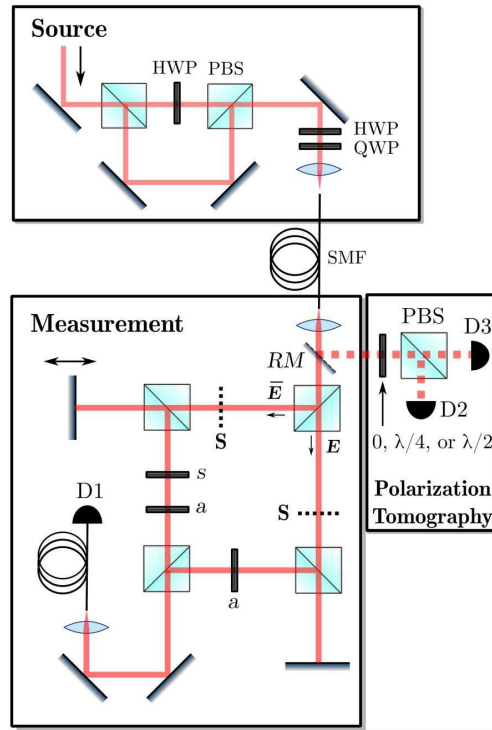 Source
HWP PBS
HWP
QWP
SMF
Measurement
RM
E̅
E
S
s
a
S
D1
a
PBS
D3
D2
0, λ/4, or λ/2
Polarization
Tomography